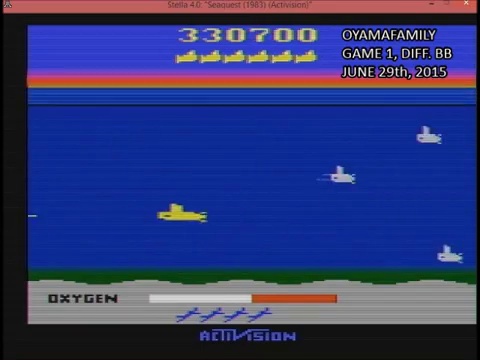 Stella 4.0: "Seaquest (1983) (Activision)"
330700
OYAMAFAMILY
GAME 1, DIFF. BB
JUNE 29th, 2015
OXYGEN
ACTIVISION